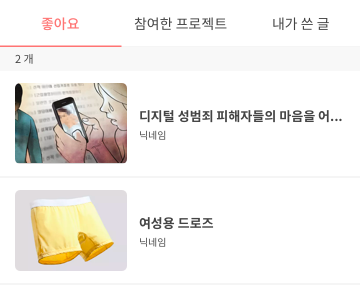 좋아요
참여한 프로젝트
내가 쓴 글
2 개
디지털 성범죄 피해자들의 마음을 어...
닉네임
여성용 드로즈
닉네임